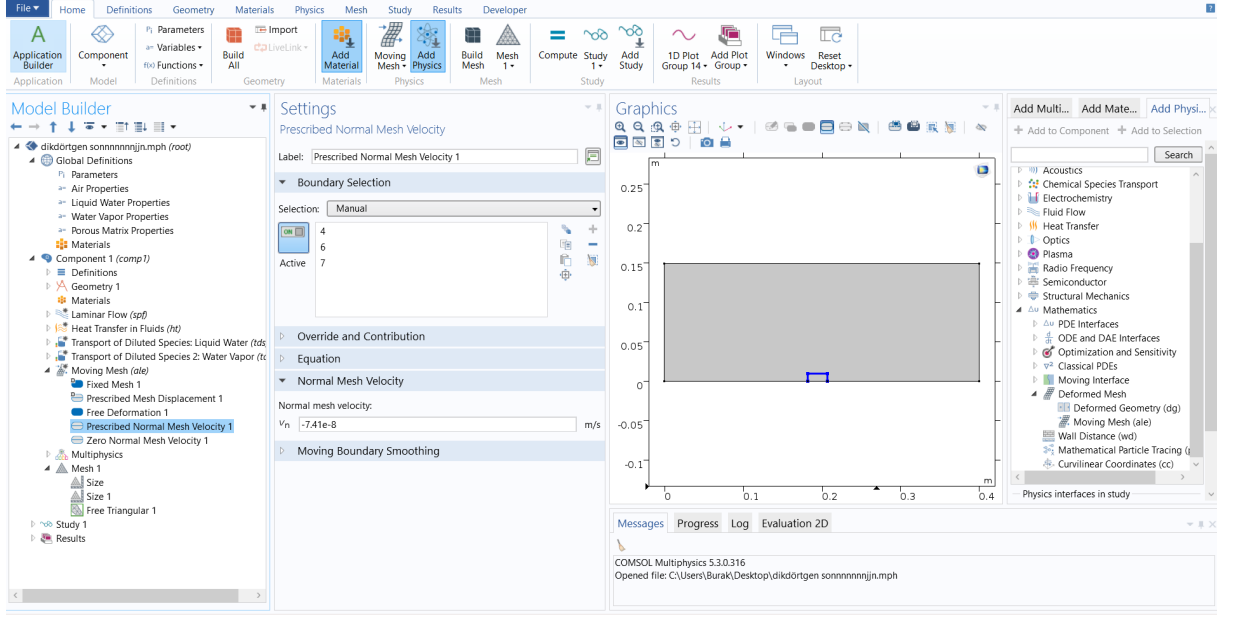 File
Home
Definitions
Geometry
Materials
Physics
Mesh
Study
Results
Developer
?
A
Application
Builder
Application
Component
Model
Pi Parameters
a= Variables
f(x) Functions
Definitions
Build
All
Import
LiveLink
Geometry
Add
Material
Materials
Moving
Mesh
Add
Physics
Physics
Build
Mesh
Mesh
1
Mesh
Compute
Study
1
Add
Study
Study
1D Plot
Group 14
Add Plot
Group
Results
Windows
Reset
Desktop
Layout
Model Builder
dikdörtgen sonnnnnnnjjn.mph (root)
Global Definitions
Pi Parameters
a= Air Properties
a= Liquid Water Properties
a= Water Vapor Properties
a= Porous Matrix Properties
Materials
Component 1 (comp1)
Definitions
Geometry 1
Materials
Laminar Flow (spf)
Heat Transfer in Fluids (ht)
Transport of Diluted Species: Liquid Water (tds
Transport of Diluted Species 2: Water Vapor (tc
Moving Mesh (ale)
Fixed Mesh 1
Prescribed Mesh Displacement 1
Free Deformation 1
Prescribed Normal Mesh Velocity 1
Zero Normal Mesh Velocity 1
Multiphysics
Mesh 1
Size
Size 1
Free Triangular 1
Study 1
Results
Settings
Prescribed Normal Mesh Velocity
Label: Prescribed Normal Mesh Velocity 1
Boundary Selection
Selection: Manual
ON
Active
4
6
7
Override and Contribution
Equation
Normal Mesh Velocity
Normal mesh velocity:
vn -7.41e-8 m/s
Moving Boundary Smoothing
Graphics
m
0.25
0.2
0.15
0.1
0.05
0
-0.05
-0.1
m
0 0.1 0.2 0.3 0.4
Messages
Progress
Log
Evaluation 2D
COMSOL Multiphysics 5.3.0.316
Opened file: C:\Users\Burak\Desktop\dikdörtgen sonnnnnnnjjn.mph
Add Multi...
Add Mate...
Add Physi...
+ Add to Component
+ Add to Selection
Search
Acoustics
Chemical Species Transport
Electrochemistry
Fluid Flow
Heat Transfer
Optics
Plasma
Radio Frequency
Semiconductor
Structural Mechanics
Δu Mathematics
Δu PDE Interfaces
ODE and DAE Interfaces
Optimization and Sensitivity
∇² Classical PDEs
Moving Interface
Deformed Mesh
Deformed Geometry (dg)
Moving Mesh (ale)
Wall Distance (wd)
Mathematical Particle Tracing (
Curvilinear Coordinates (cc)
Physics interfaces in study